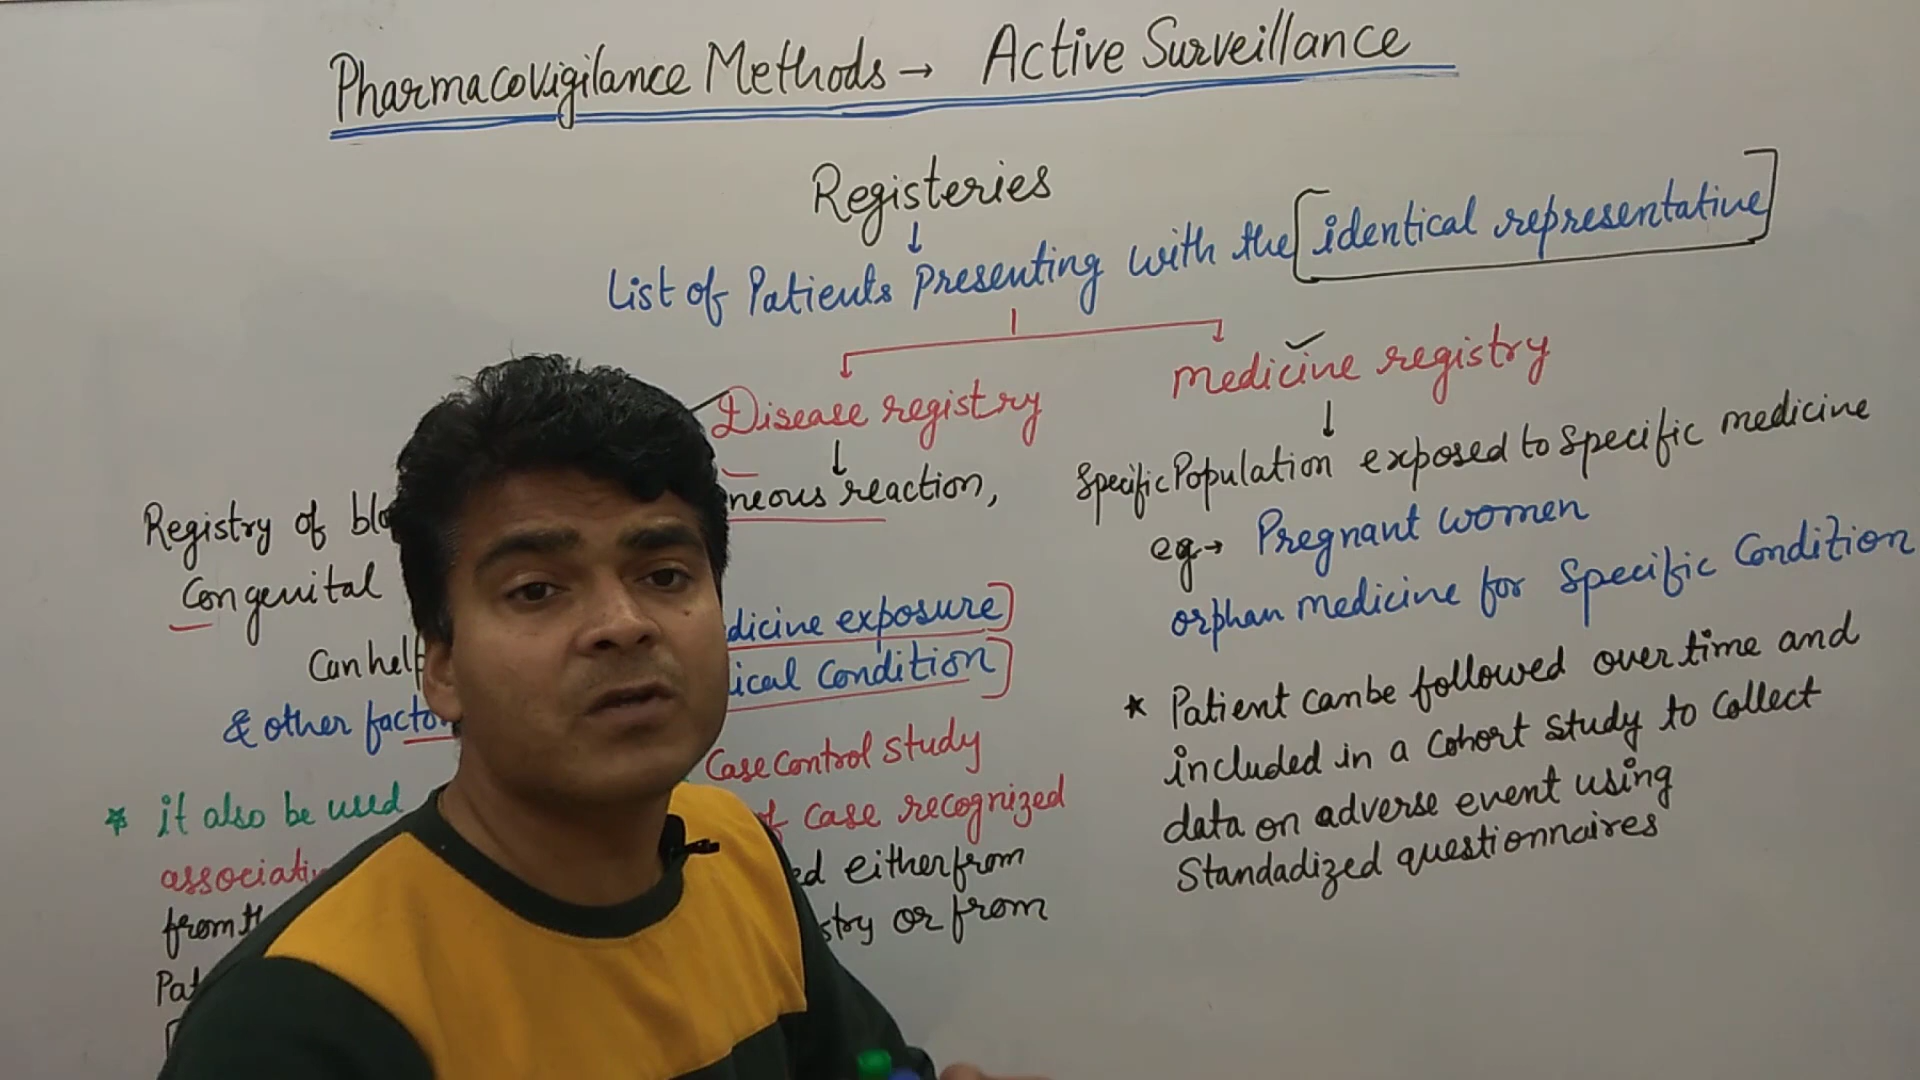 Pharmacovigilance Methods → Active Surveillance
Registeries
↓
List of Patients Presenting with the [identical representative]
Disease registry
Medicine registry
↓
Registry of
neous reaction,
Congenital
Can
dicine exposure
ical Condition
& other
Case Control Study
* it also be used
of case recognized
ed either from
stry or from
↓
Specific Population exposed to specific medicine
eg→ Pregnant women
orphan medicine for specific Condition
* Patient can be followed over time and
included in a Cohort study to Collect
data on adverse event using
Standadized questionnaires